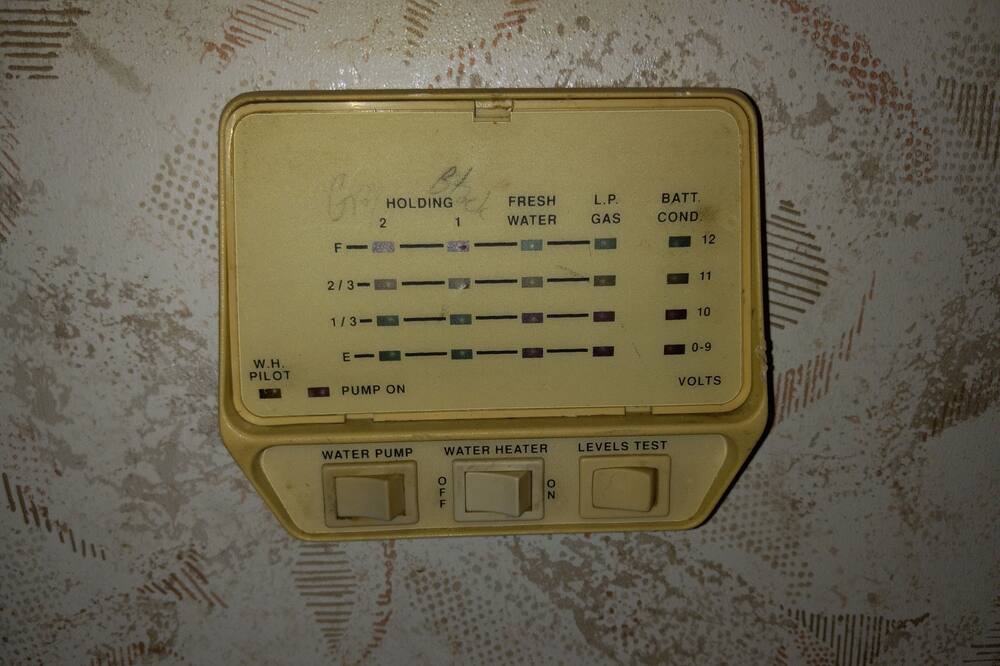 Black
HOLDING FRESH WATER L.P. GAS BATT. COND.
2 1
F 12
2/3 11
1/3 10
E 0-9
W.H. PILOT PUMP ON VOLTS
WATER PUMP WATER HEATER LEVELS TEST
OFF ON